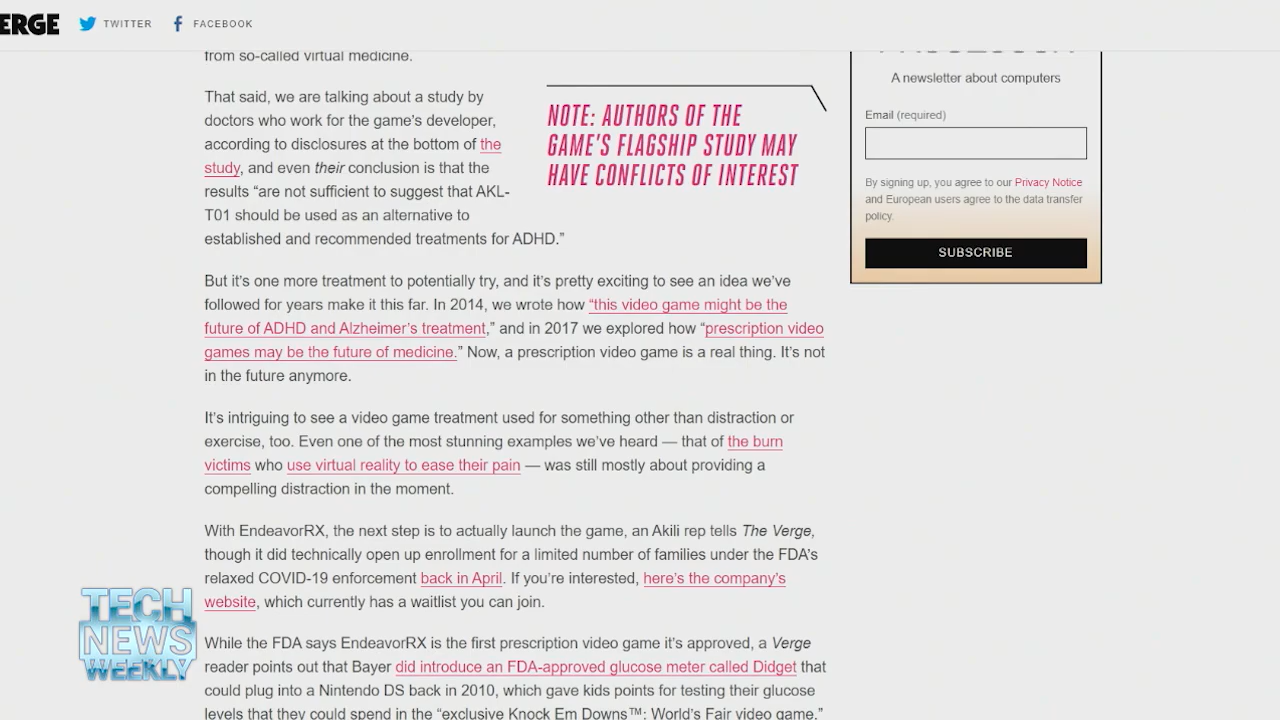 ERGE
TWITTER
FACEBOOK
from so-called virtual medicine.
That said, we are talking about a study by
doctors who work for the game's developer,
according to disclosures at the bottom of the
study, and even their conclusion is that the
results “are not sufficient to suggest that AKL-
T01 should be used as an alternative to
established and recommended treatments for ADHD.”
NOTE: AUTHORS OF THE
GAME'S FLAGSHIP STUDY MAY
HAVE CONFLICTS OF INTEREST
But it's one more treatment to potentially try, and it's pretty exciting to see an idea we've
followed for years make it this far. In 2014, we wrote how “this video game might be the
future of ADHD and Alzheimer's treatment,” and in 2017 we explored how “prescription video
games may be the future of medicine.” Now, a prescription video game is a real thing. It's not
in the future anymore.
It's intriguing to see a video game treatment used for something other than distraction or
exercise, too. Even one of the most stunning examples we've heard — that of the burn
victims who use virtual reality to ease their pain — was still mostly about providing a
compelling distraction in the moment.
With EndeavorRX, the next step is to actually launch the game, an Akili rep tells The Verge,
though it did technically open up enrollment for a limited number of families under the FDA's
relaxed COVID-19 enforcement back in April. If you're interested, here's the company's
website, which currently has a waitlist you can join.
While the FDA says EndeavorRX is the first prescription video game it's approved, a Verge
reader points out that Bayer did introduce an FDA-approved glucose meter called Didget that
could plug into a Nintendo DS back in 2010, which gave kids points for testing their glucose
levels that they could spend in the “exclusive Knock Em Downs™: World's Fair video game.”
A newsletter about computers
Email (required)
By signing up, you agree to our Privacy Notice
and European users agree to the data transfer
policy.
SUBSCRIBE
TECH
NEWS
WEEKLY